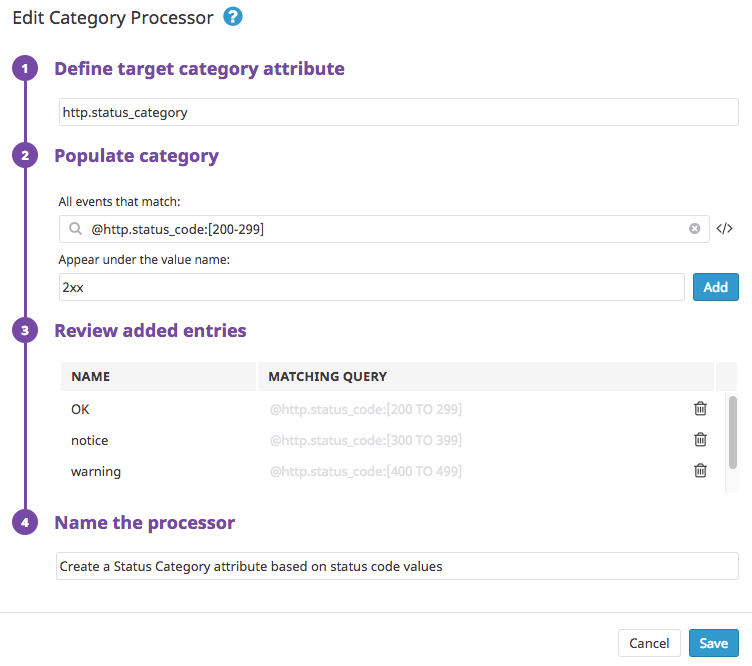 Edit Category Processor ?
1 Define target category attribute
http.status_category
2 Populate category
All events that match:
@http.status_code:[200-299] </>
Appear under the value name:
2xx Add
3 Review added entries
NAME MATCHING QUERY
OK @http.status_code:[200 TO 299]
notice @http.status_code:[300 TO 399]
warning @http.status_code:[400 TO 499]
4 Name the processor
Create a Status Category attribute based on status code values
Cancel Save